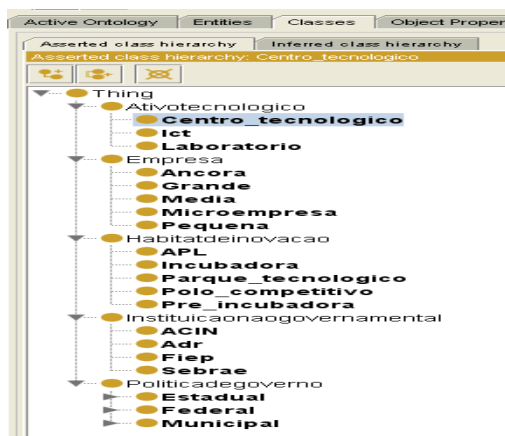 Active Ontology Entities Classes Object Proper
Asserted class hierarchy Inferred class hierarchy
Asserted class hierarchy: Centro_tecnologico
Thing
Ativotecnologico
Centro_tecnologico
Ict
Laboratorio
Empresa
Ancora
Grande
Media
Microempresa
Pequena
Habitatdeinovacao
APL
Incubadora
Parque_tecnologico
Polo_competitivo
Pre_incubadora
Instituicaonaogovernamental
ACIN
Adr
Fiep
Sebrae
Politicadegoverno
Estadual
Federal
Municipal